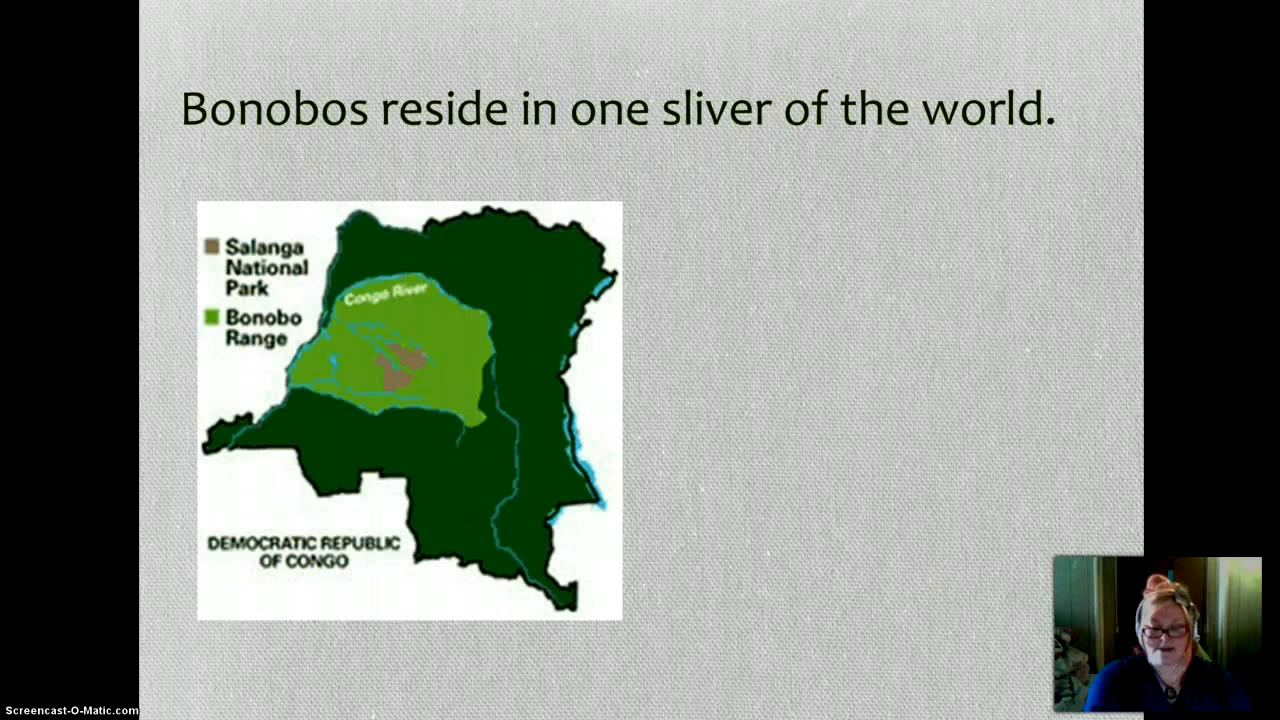 Bonobos reside in one sliver of the world.
Salanga
National
Park
Bonobo
Range
Congo River
DEMOCRATIC REPUBLIC
OF CONGO
Screencast-O-Matic.com